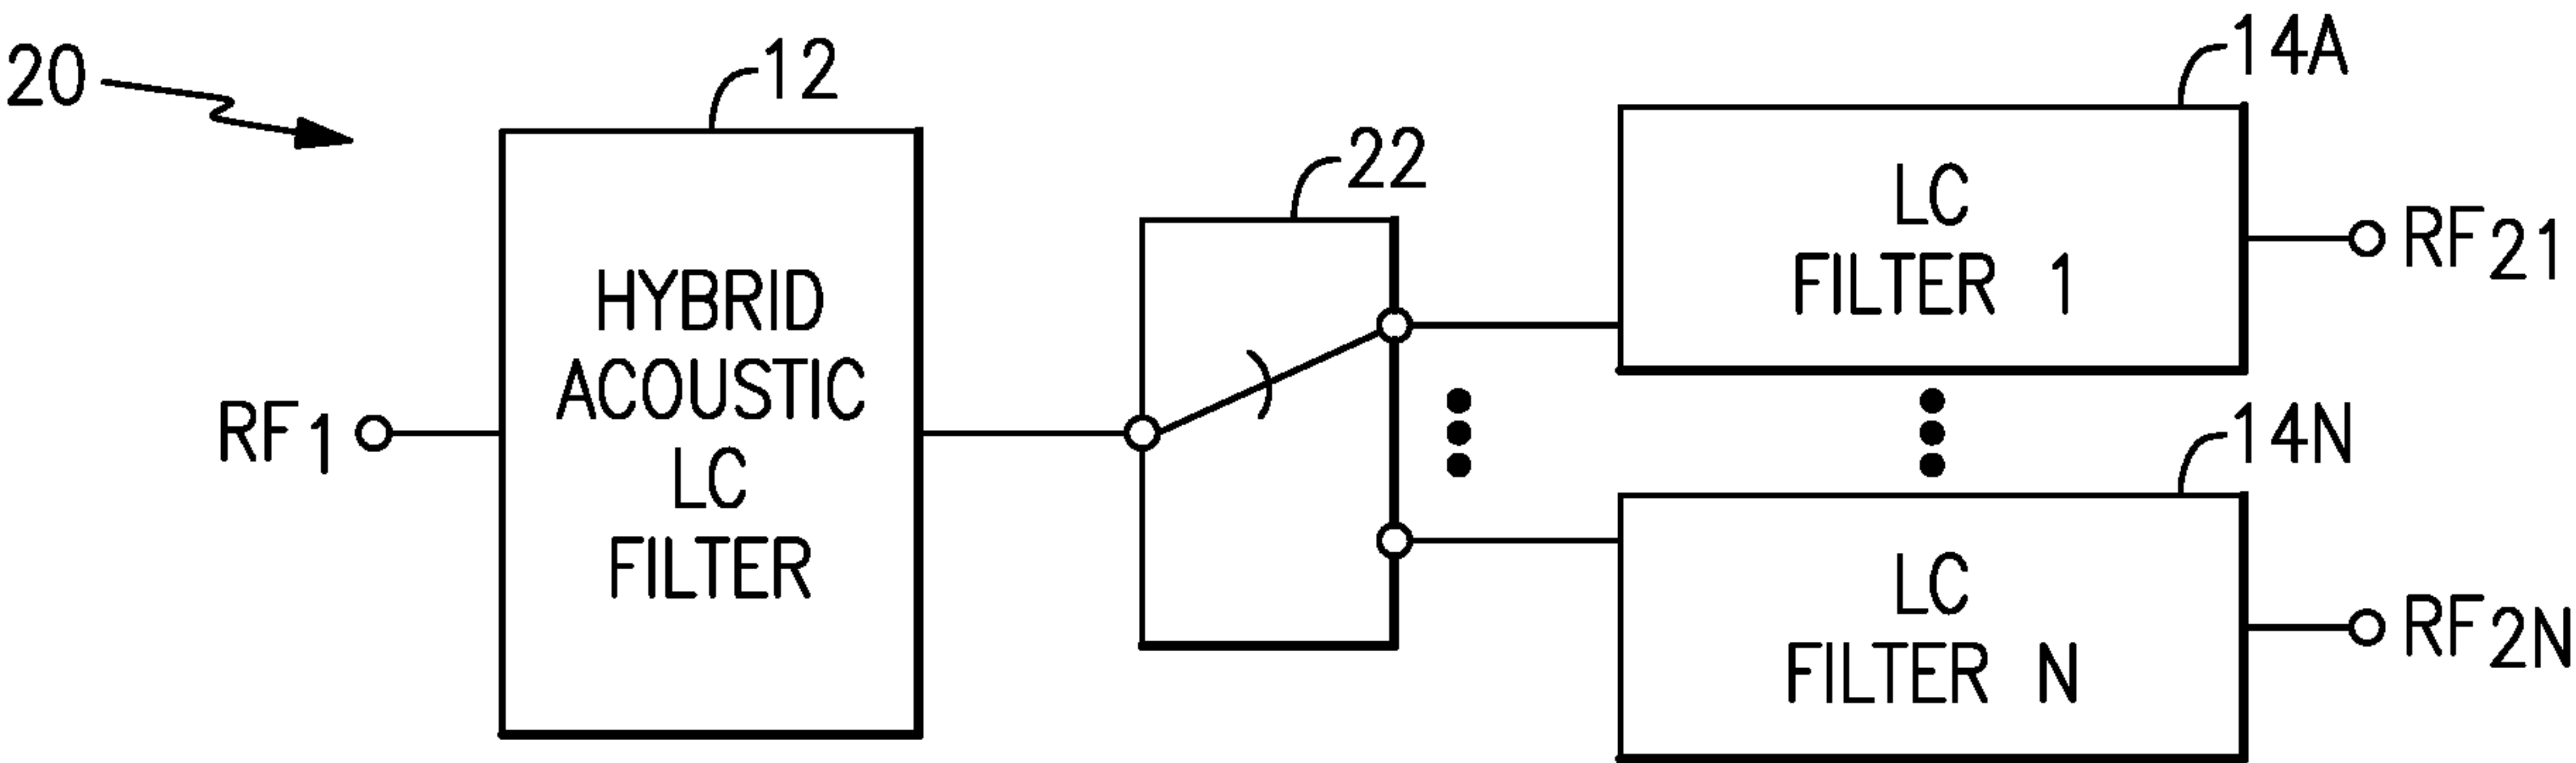 20
12
22
14A
HYBRID
ACOUSTIC
LC
FILTER
RF1
LC
FILTER 1
RF21
14N
LC
FILTER N
RF2N